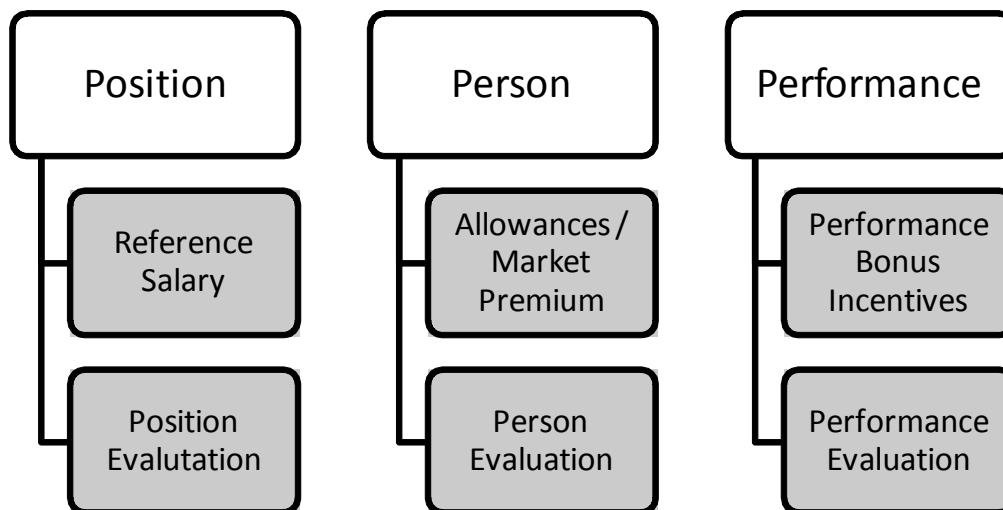 Position
Person
Performance
Reference
Salary
Allowances /
Market
Premium
Performance
Bonus
Incentives
Position
Evalutation
Person
Evaluation
Performance
Evaluation